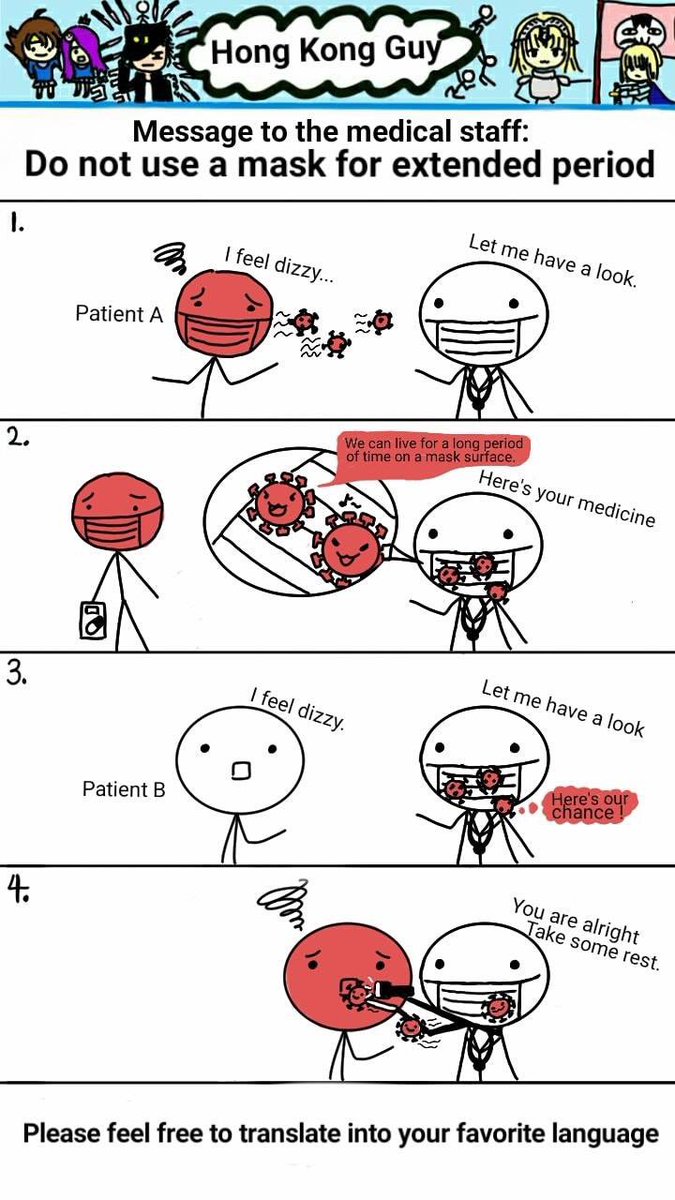 Hong Kong Guy
Message to the medical staff:
Do not use a mask for extended period
1.
I feel dizzy...
Let me have a look.
Patient A
2.
We can live for a long period
of time on a mask surface.
Here's your medicine
3.
I feel dizzy.
Let me have a look
Patient B
Here's our
chance!
4.
You are alright
Take some rest.
Please feel free to translate into your favorite language